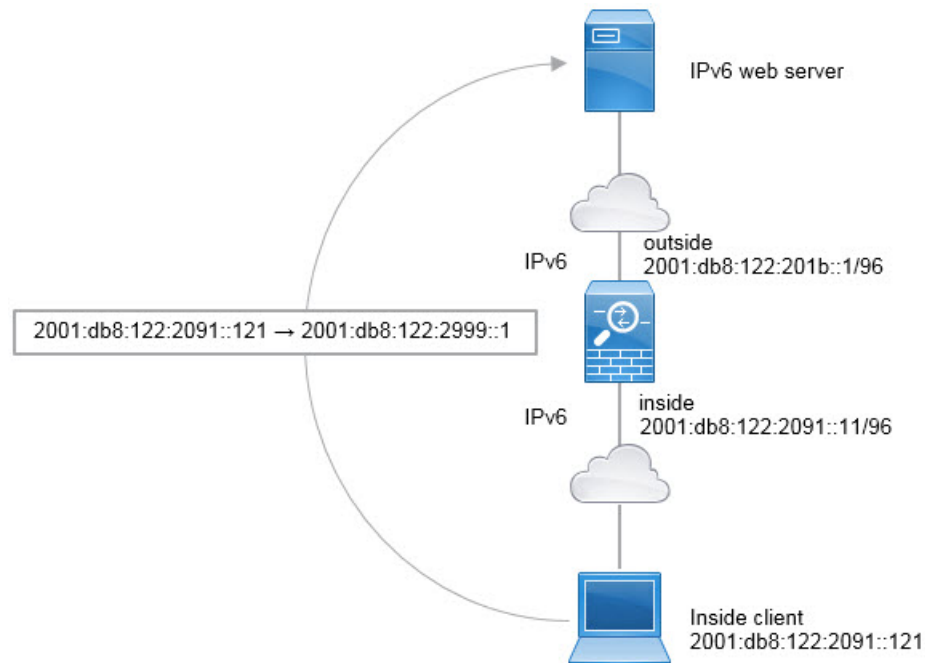 IPv6 web server
outside
IPv6
2001:db8:122:201b::1/96
2001:db8:122:2091::121 → 2001:db8:122:2999::1
inside
IPv6
2001:db8:122:2091::11/96
Inside client
2001:db8:122:2091::121